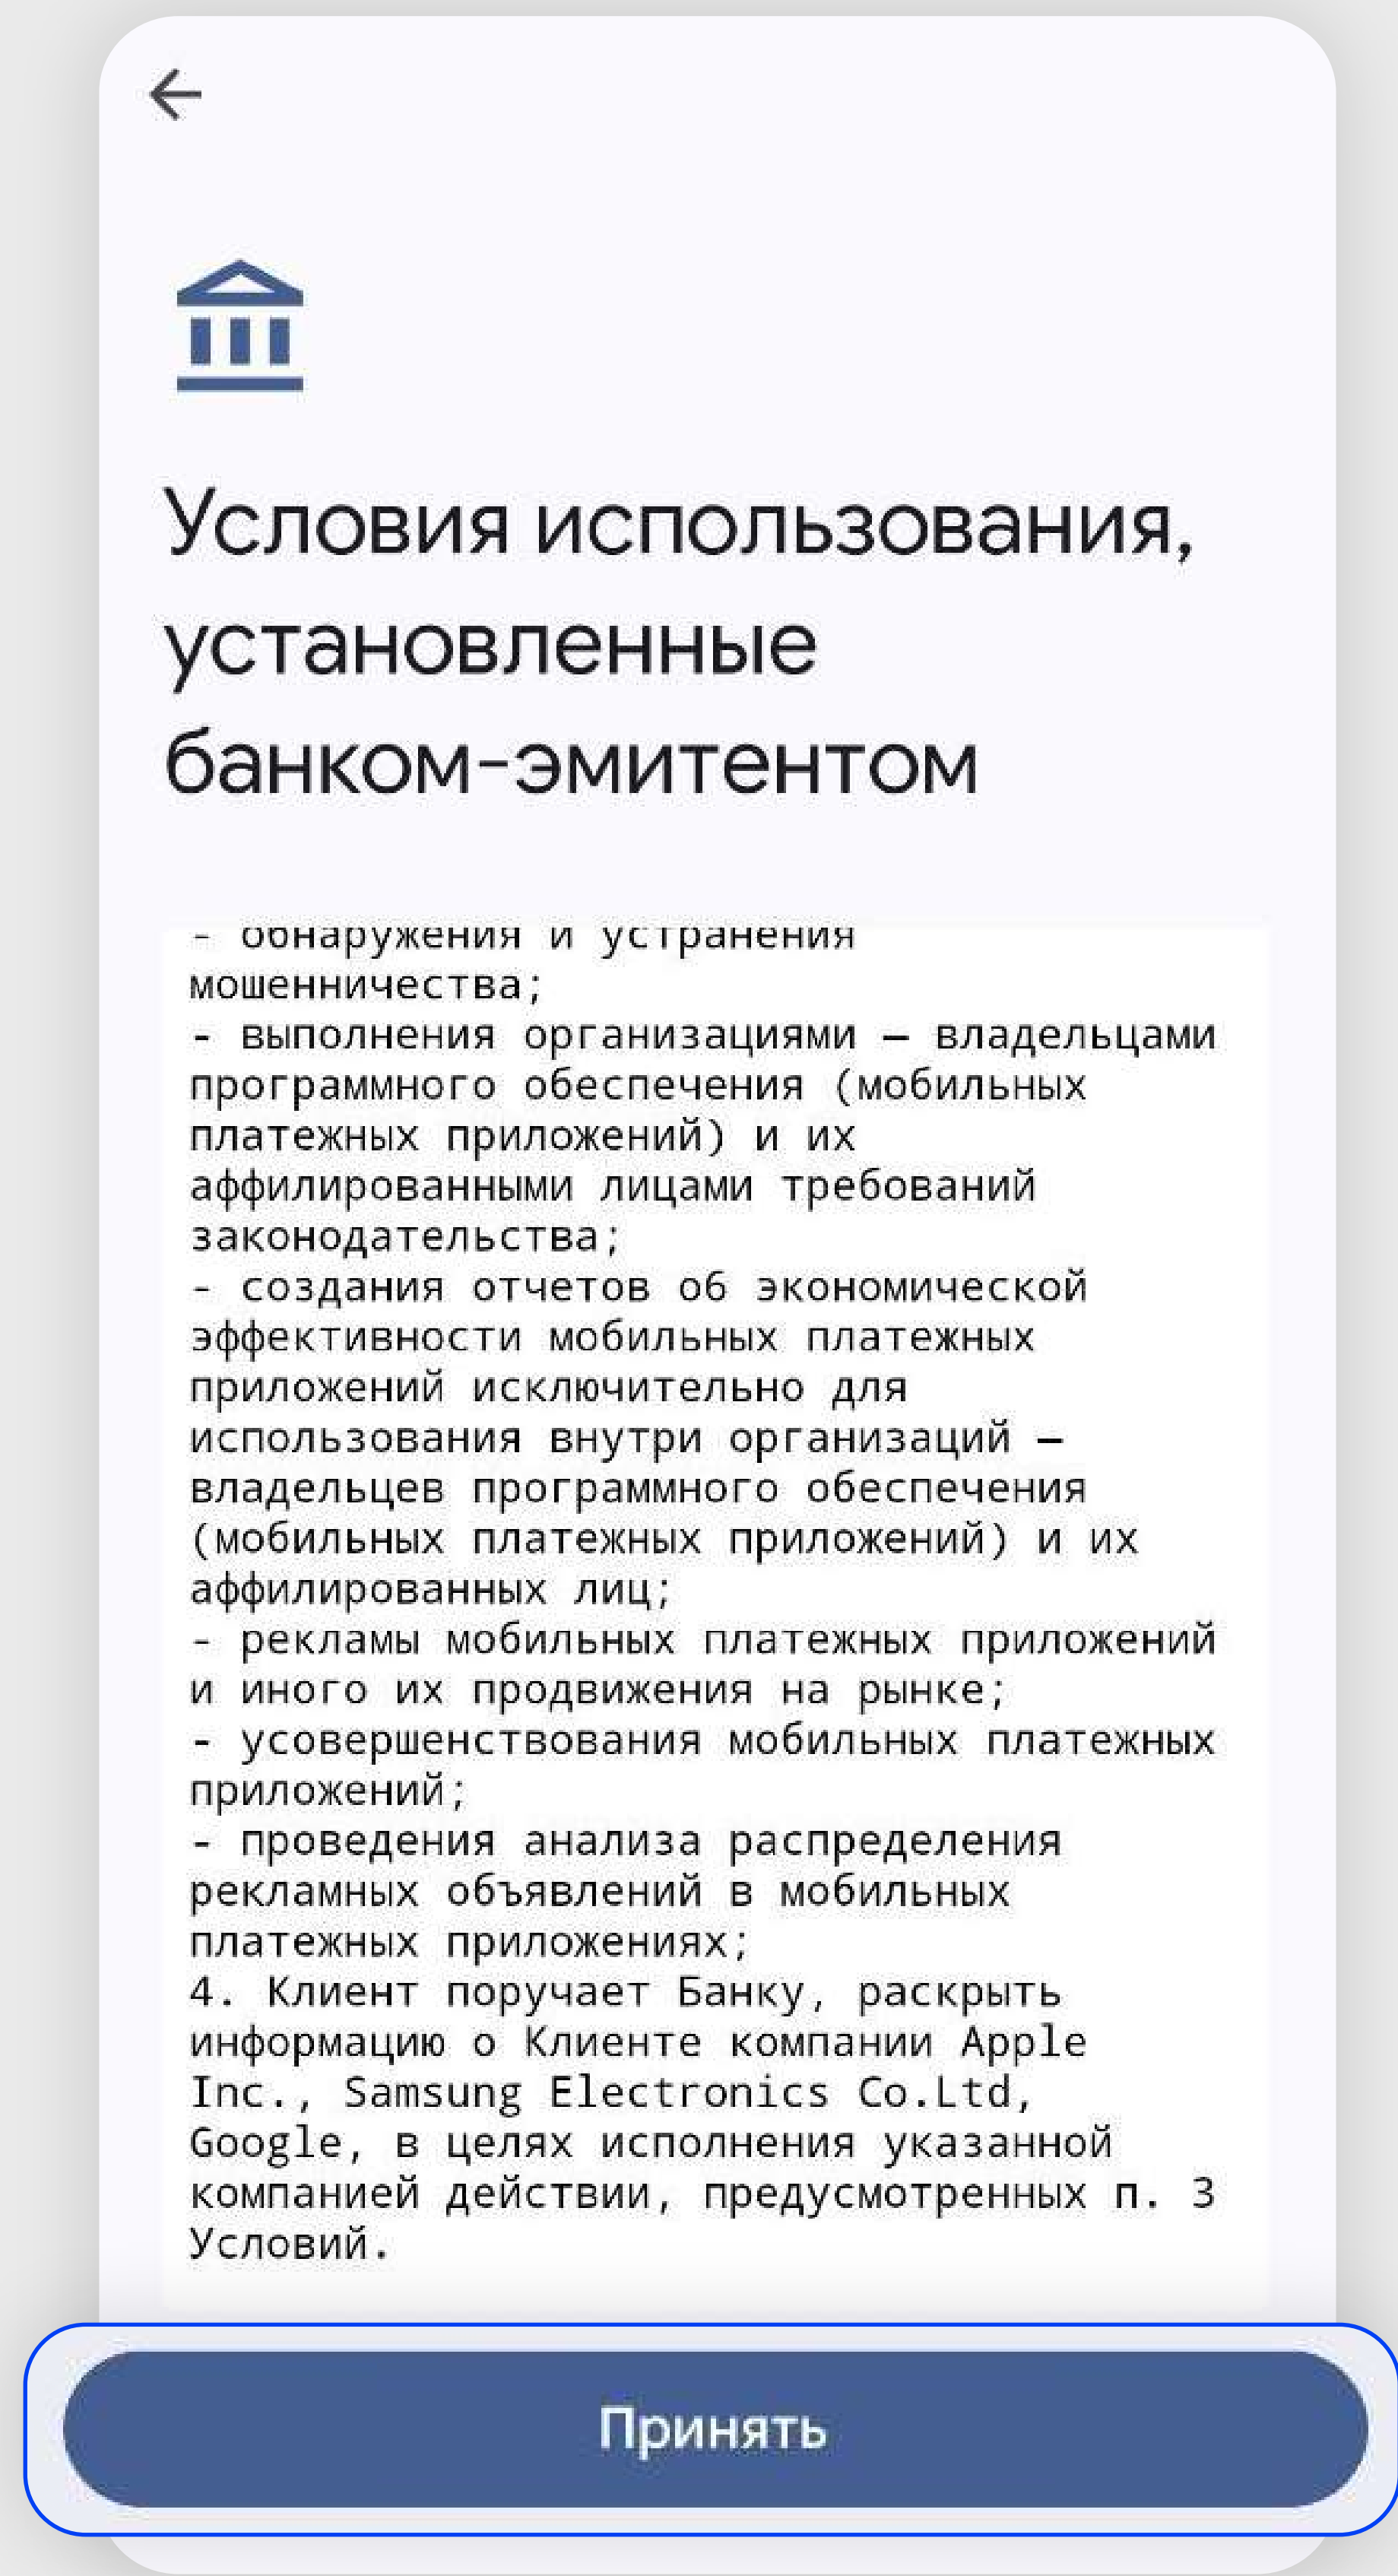 Условия использования,
установленные
банком-эмитентом
- обнаружения и устранения
мошенничества;
- выполнения организациями — владельцами
программного обеспечения (мобильных
платежных приложений) и их
аффилированными лицами требований
законодательства;
- создания отчетов об экономической
эффективности мобильных платежных
приложений исключительно для
использования внутри организаций —
владельцев программного обеспечения
(мобильных платежных приложений) и их
аффилированных лиц;
- рекламы мобильных платежных приложений
и иного их продвижения на рынке;
- усовершенствования мобильных платежных
приложений;
- проведения анализа распределения
рекламных объявлений в мобильных
платежных приложениях;
4. Клиент поручает Банку, раскрыть
информацию о Клиенте компании Apple
Inc., Samsung Electronics Co.Ltd,
Google, в целях исполнения указанной
компанией действии, предусмотренных п. 3
Условий.
Принять